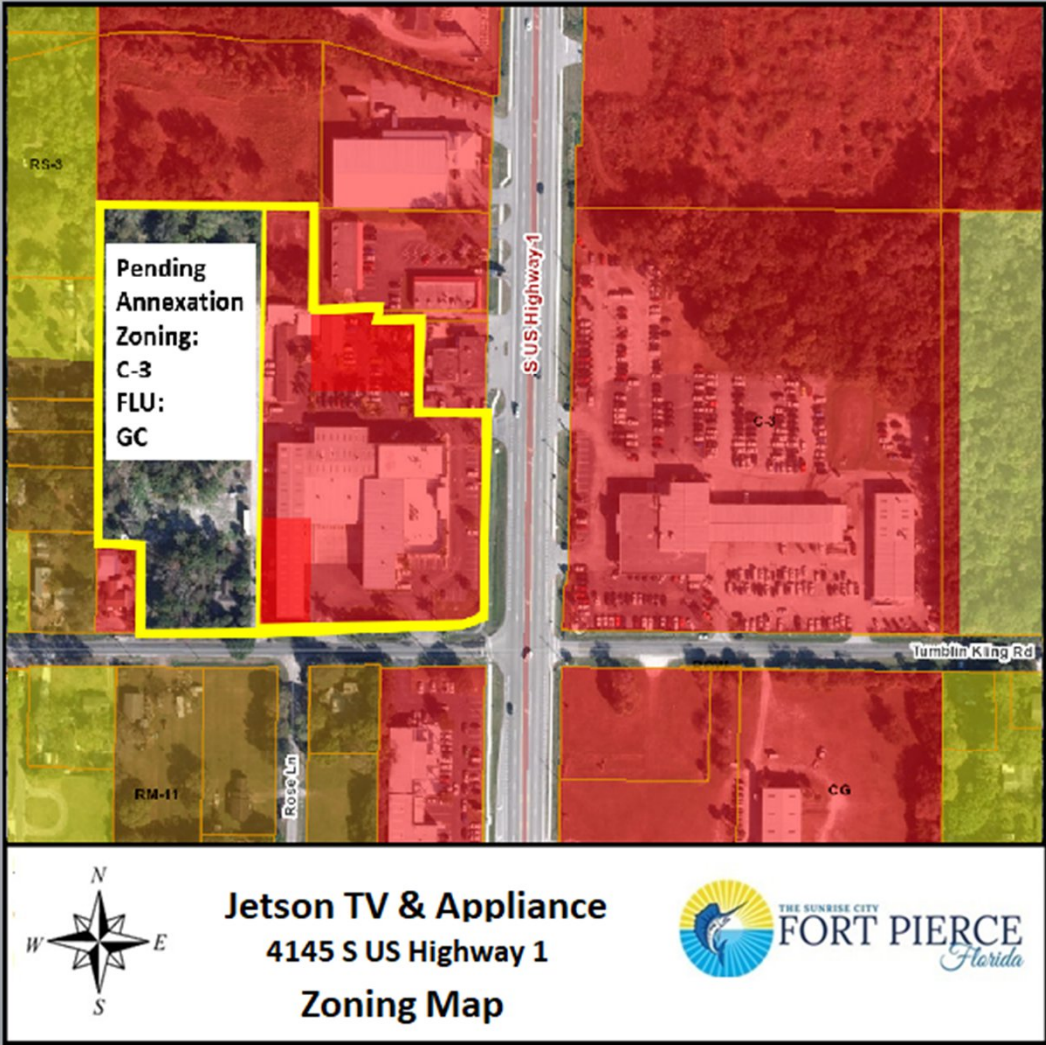 RS-3
Pending
Annexation
Zoning:
C-3
FLU:
GC
S US Highway 1
C-3
Tumblin Kling Rd
Rose Ln
RM-11
CG
N
W
E
S
Jetson TV & Appliance
4145 S US Highway 1
Zoning Map
THE SUNRISE CITY
FORT PIERCE
Florida